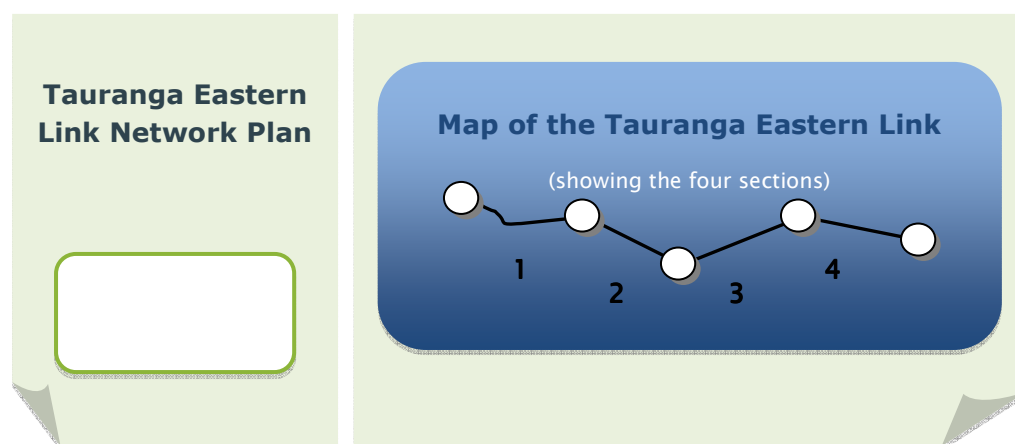 Tauranga Eastern
Link Network Plan
Map of the Tauranga Eastern Link
(showing the four sections)
1
2
3
4